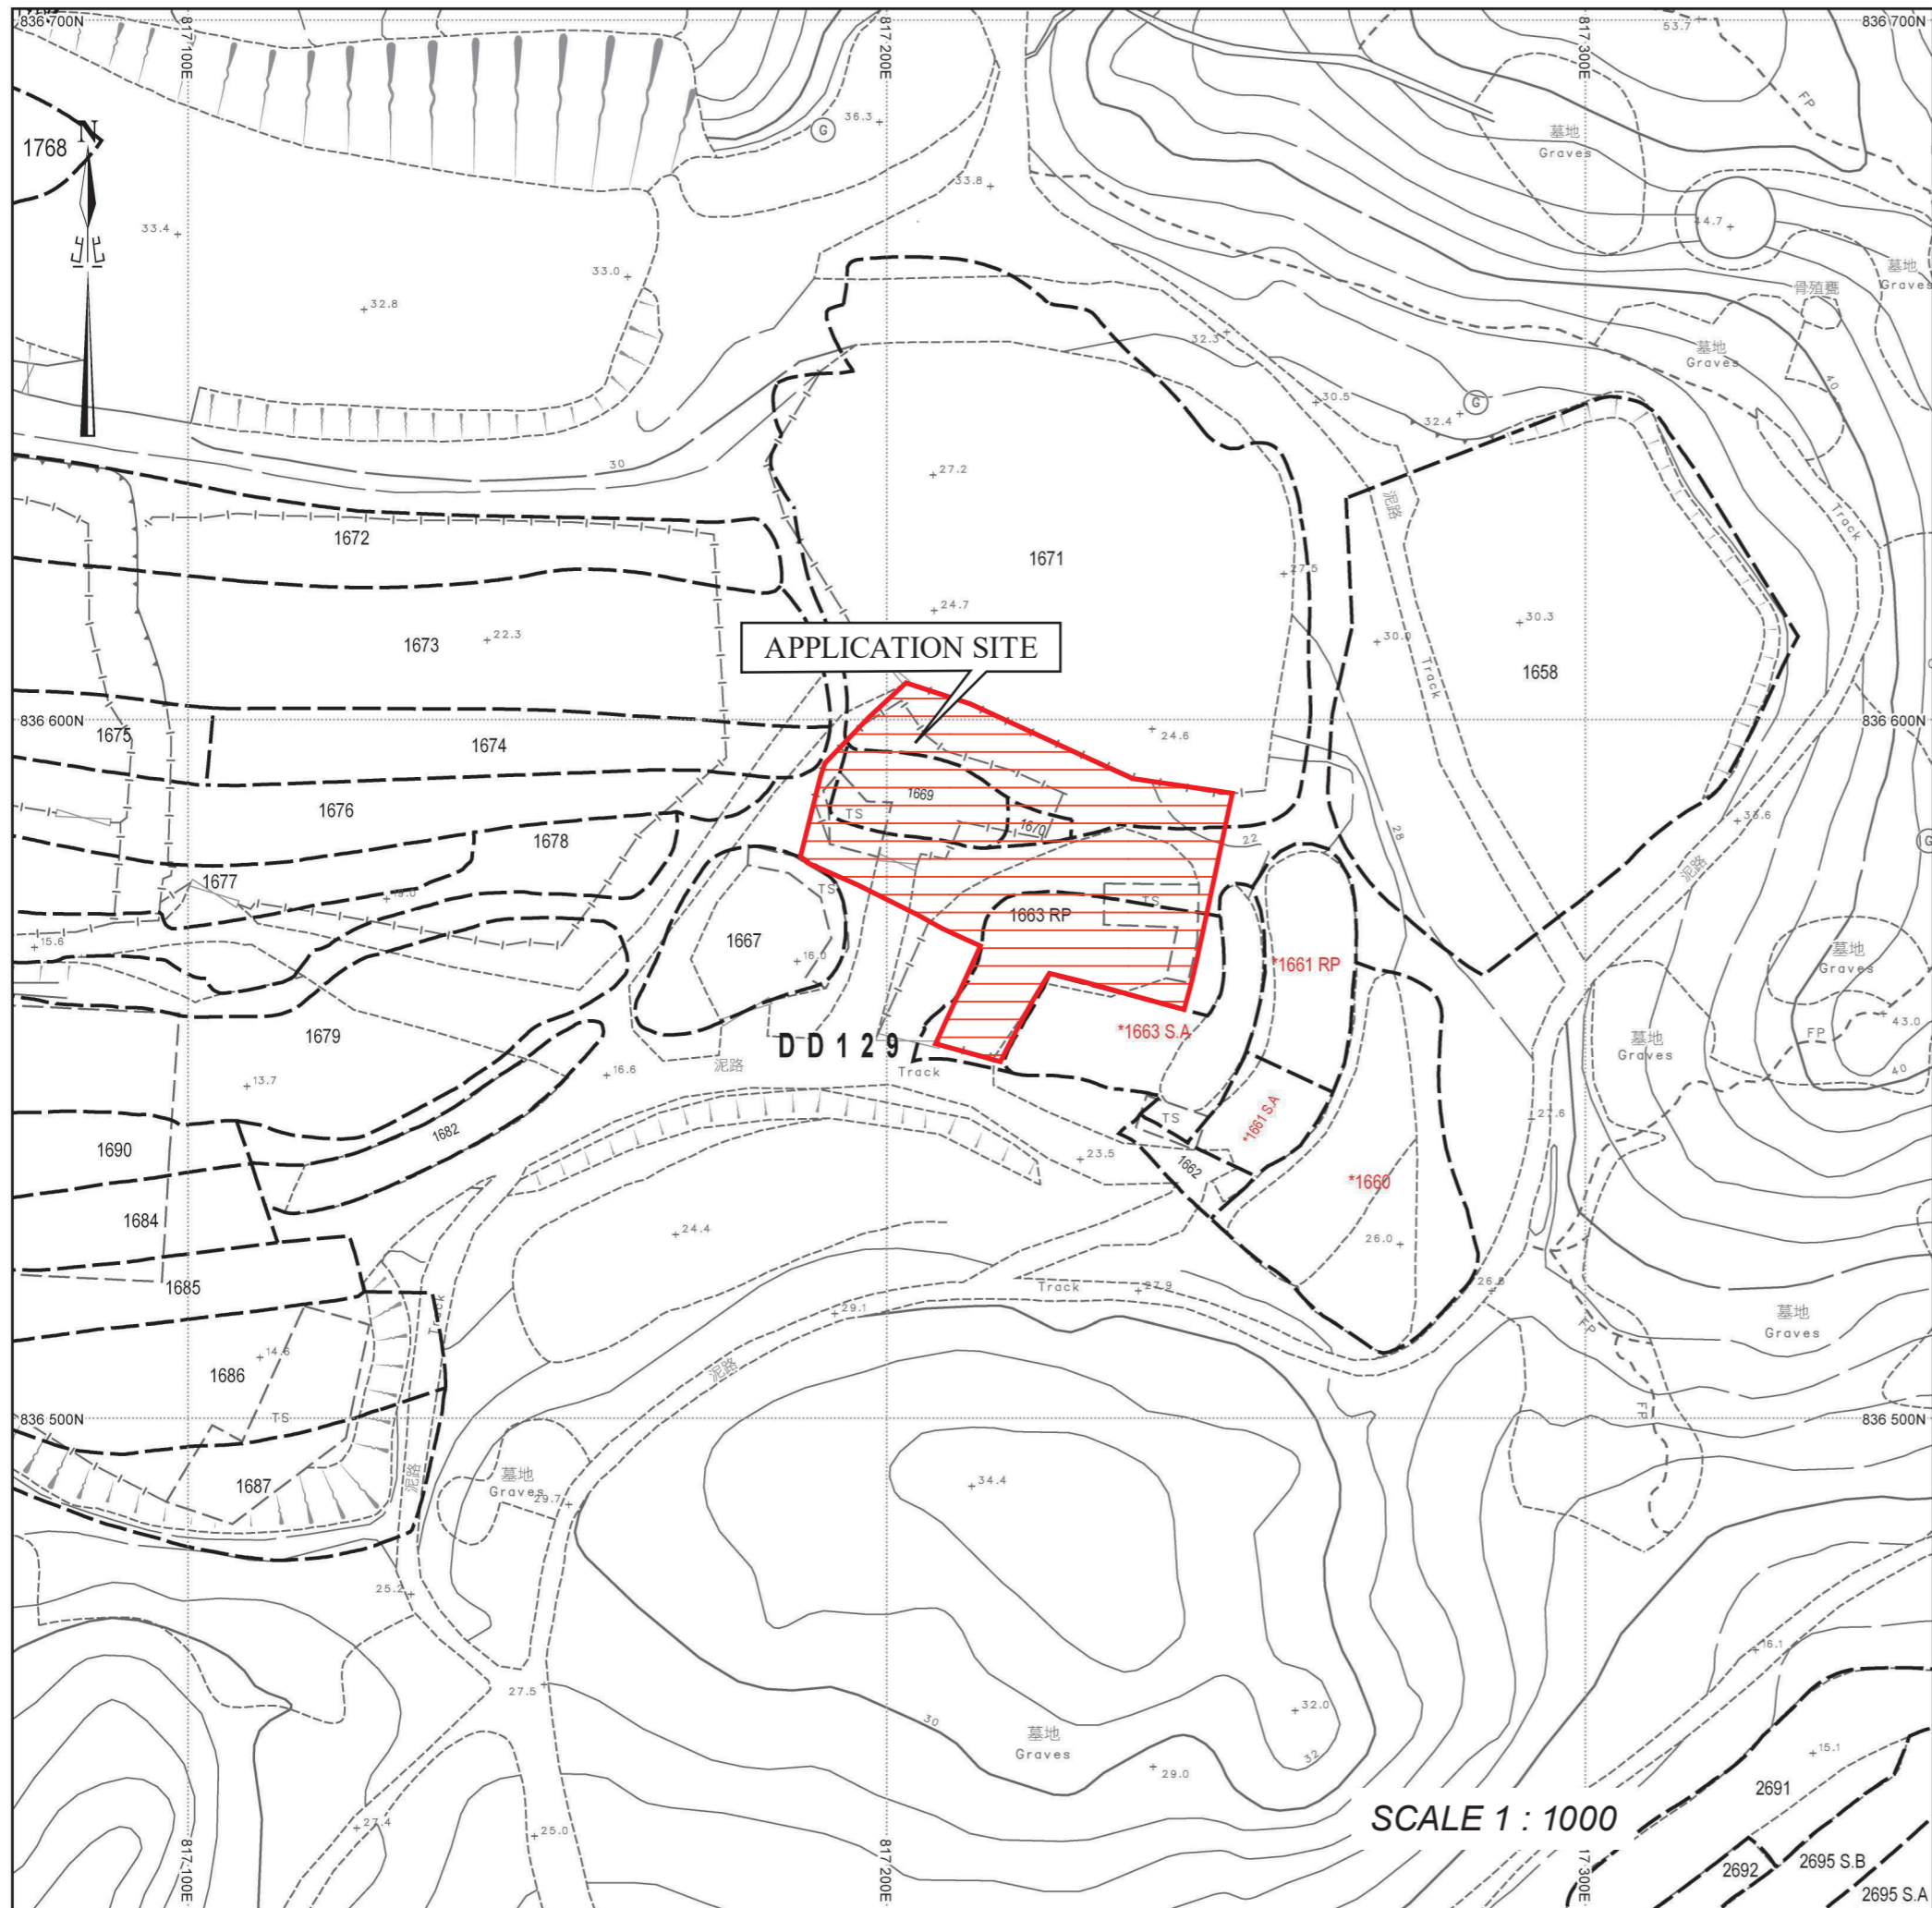 836 700N
817 100E
817 200E
817 300E
53.7
836 700N
FP
36.3
G
墓地
Graves
1768
N
33.8
33.4
44.7
33.0
墓地
Graves
32.8
骨殖甕
32.3
墓地
Graves
40
30.5
G
32.4
30
27.2
泥路
Track
1672
1671
27.5
24.7
30.3
1673
22.3
30.0
APPLICATION SITE
Track
1658
836 600N
1675
1674
24.6
836 600N
1669
1676
TS
1670
28
1678
22
G
泥路
1677
19.0
TS
TS
1663 RP
15.6
1667
16.0
*1661 RP
墓地
Graves
43.0
1679
DD129
*1663 S.A
墓地
Graves
FP
泥路
Track
16.6
40
13.7
27.6
1682
TS
*1661 S.A
1690
23.5
1662
*1660
1684
24.4
26.0
1685
Track
27.9
Track
29.1
墓地
Graves
FP
14.6
1686
泥路
TS
FP
836 500N
836 500N
泥路
1687
墓地
Graves
29.7
34.4
25.2
16.1
27.5
32.0
30
墓地
Graves
32
15.1
29.0
2691
SCALE 1 : 1000
27.4
25.0
817 100E
817 200E
17 300E
2692
2695 S.B
2695 S.A